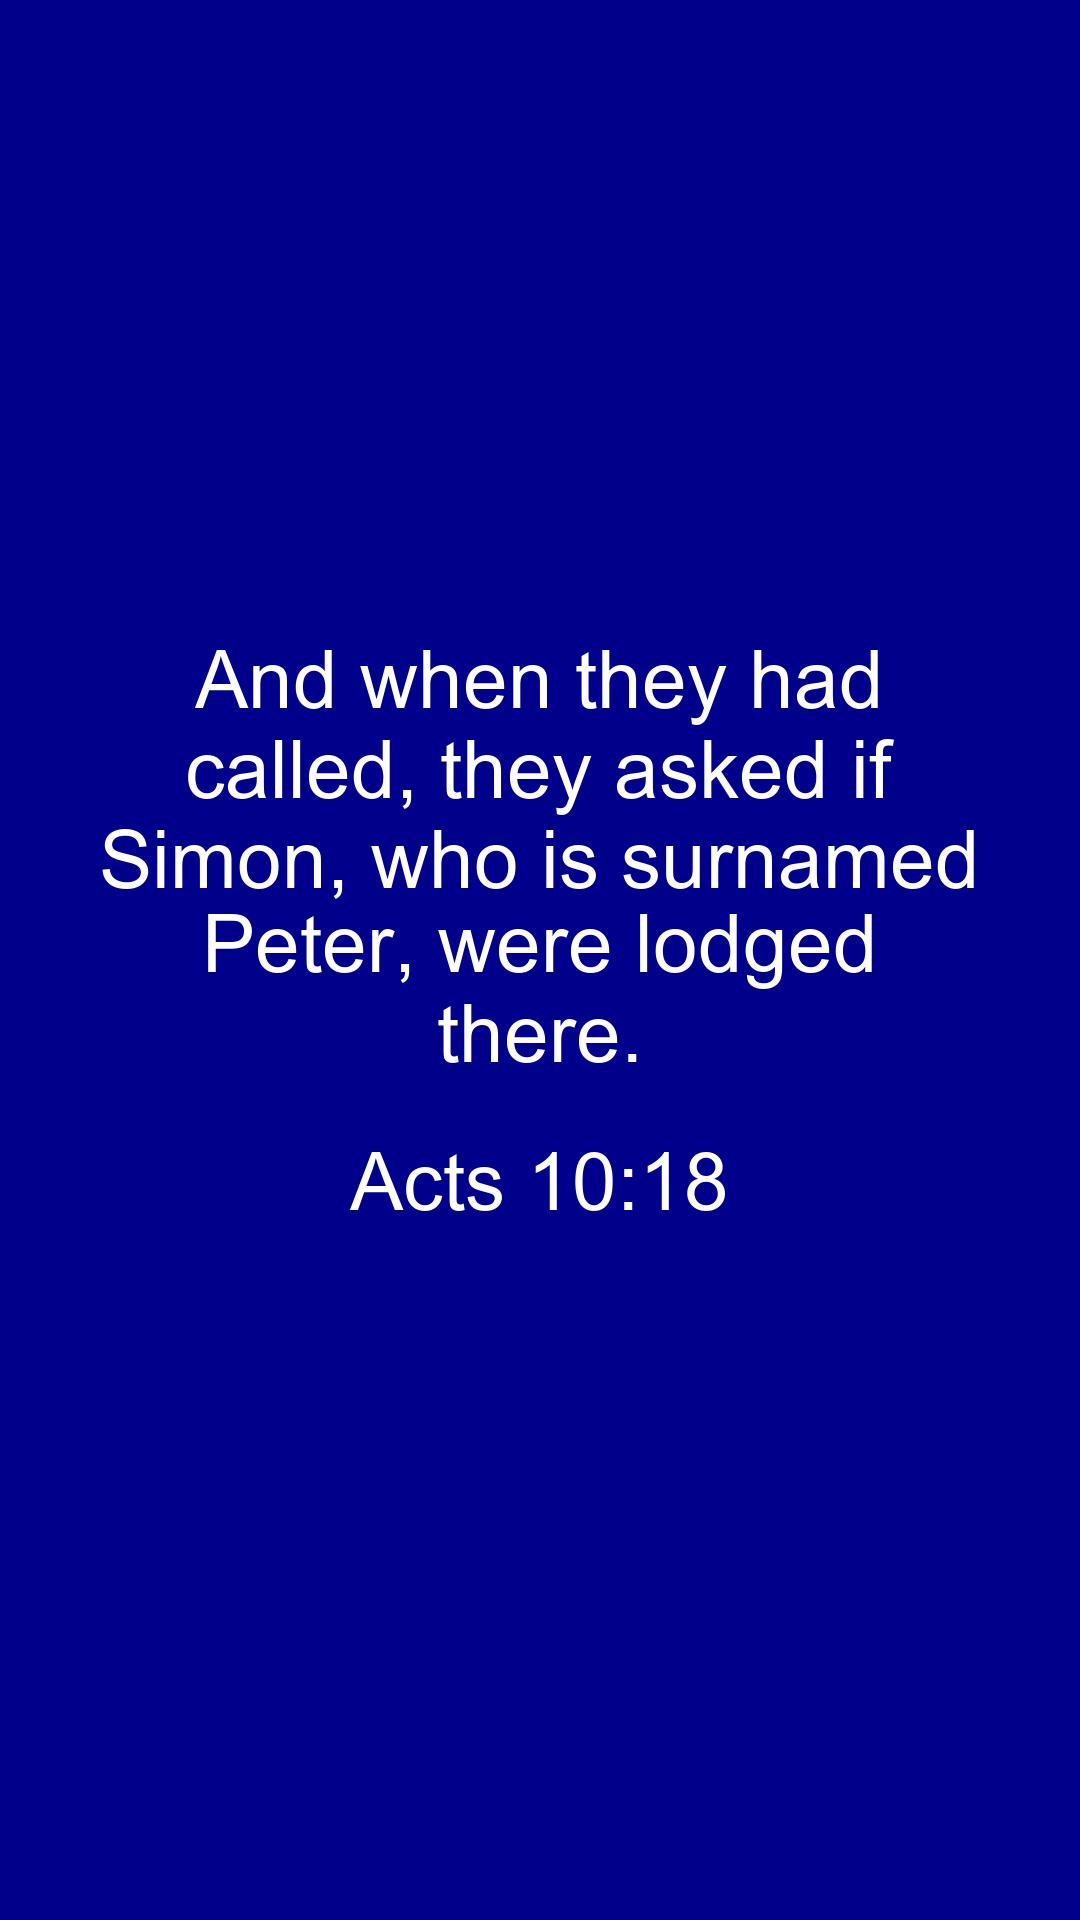 And when they had
called, they asked if
Simon, who is surnamed
Peter, were lodged
there.
Acts 10:18